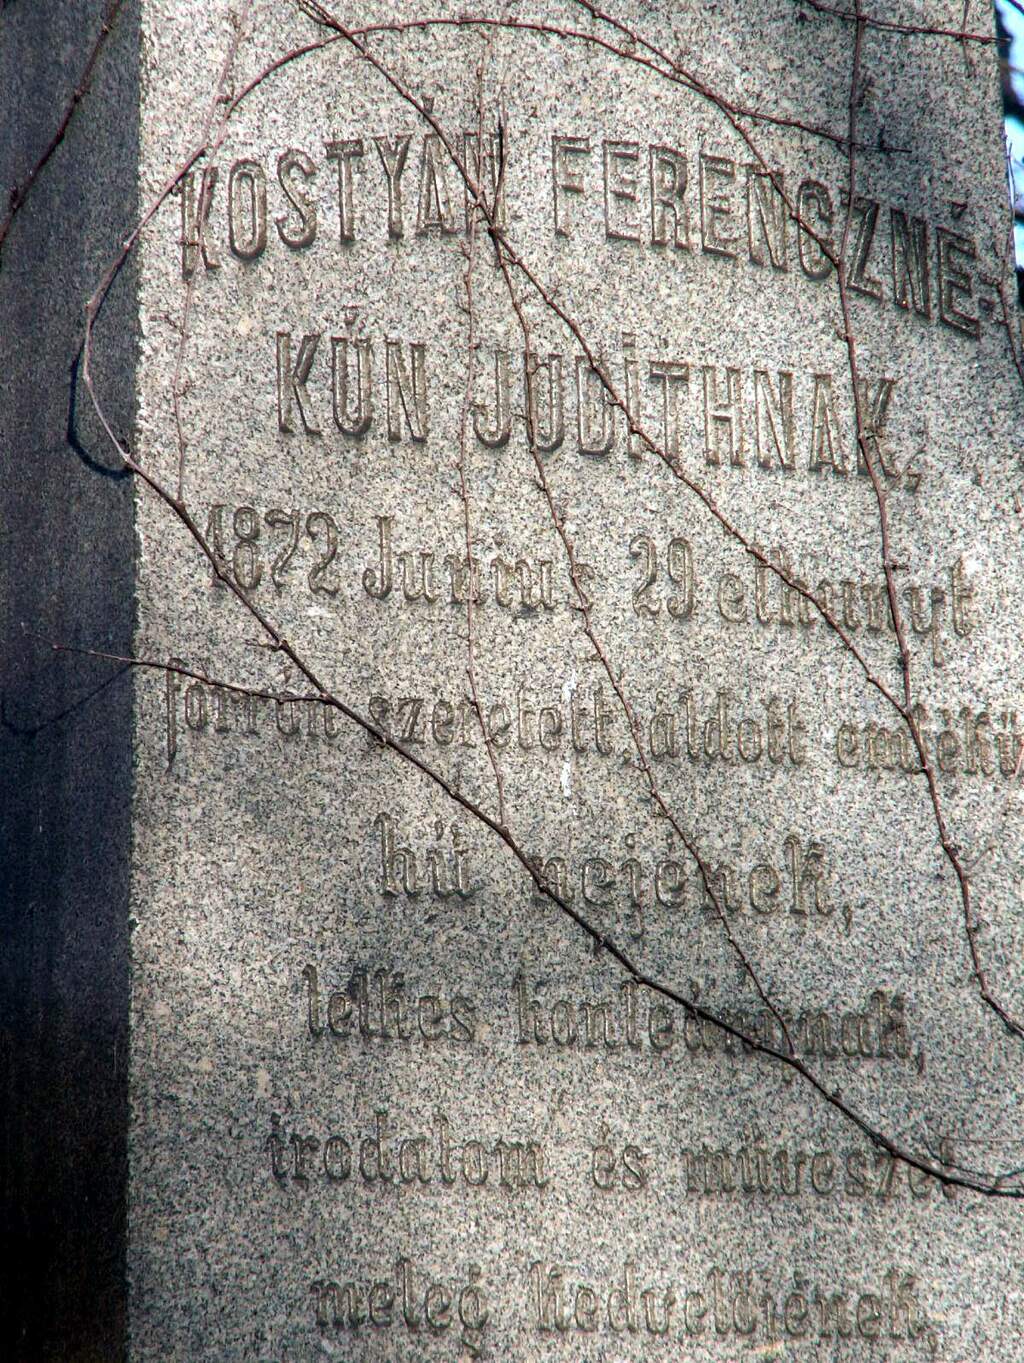 KOSTYÁN FERENCZNÉ-
KÚN JUDITHNAK,
1872 Junius 29 elhunyt
forrón szeretett, áldott emlékü
hü nejének,
lelkes honleánynak,
irodalom és müveszet
meleg kedvelőjének,